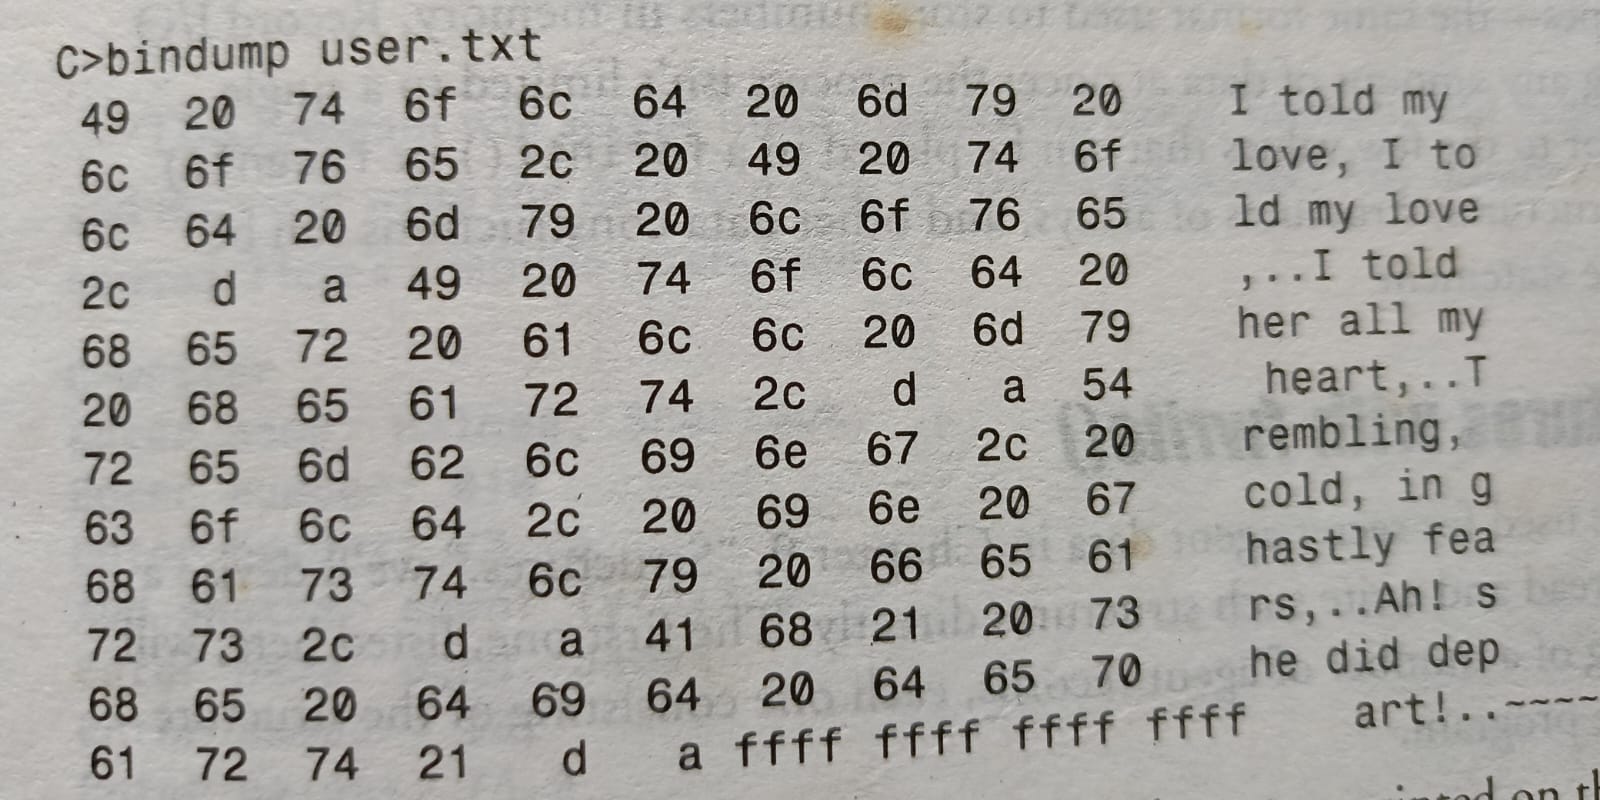 C>bindump user.txt
49 20 74 6f 6c 64 20 6d 79 20 I told my
6c 6f 76 65 2c 20 49 20 74 6f love, I to
6c 64 20 6d 79 20 6c 6f 76 65 ld my love
2c d a 49 20 74 6f 6c 64 20 ,..I told
68 65 72 20 61 6c 6c 20 6d 79 her all my
20 68 65 61 72 74 2c d a 54 heart,..T
72 65 6d 62 6c 69 6e 67 2c 20 rembling,
63 6f 6c 64 2c 20 69 6e 20 67 cold, in g
68 61 73 74 6c 79 20 66 65 61 hastly fea
72 73 2c d a 41 68 21 20 73 rs,..Ah! s
68 65 20 64 69 64 20 64 65 70 he did dep
61 72 74 21 d a ffff ffff ffff ffff art!..~~~~